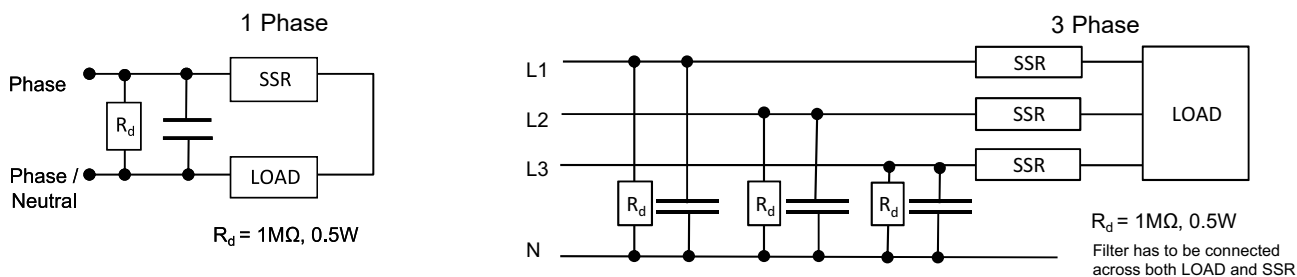 1 Phase
Phase
SSR
R_d
Phase /
Neutral
LOAD
R_d = 1MΩ, 0.5W
3 Phase
L1
SSR
L2
SSR
LOAD
L3
SSR
R_d
R_d
R_d
N
R_d = 1MΩ, 0.5W
Filter has to be connected
across both LOAD and SSR